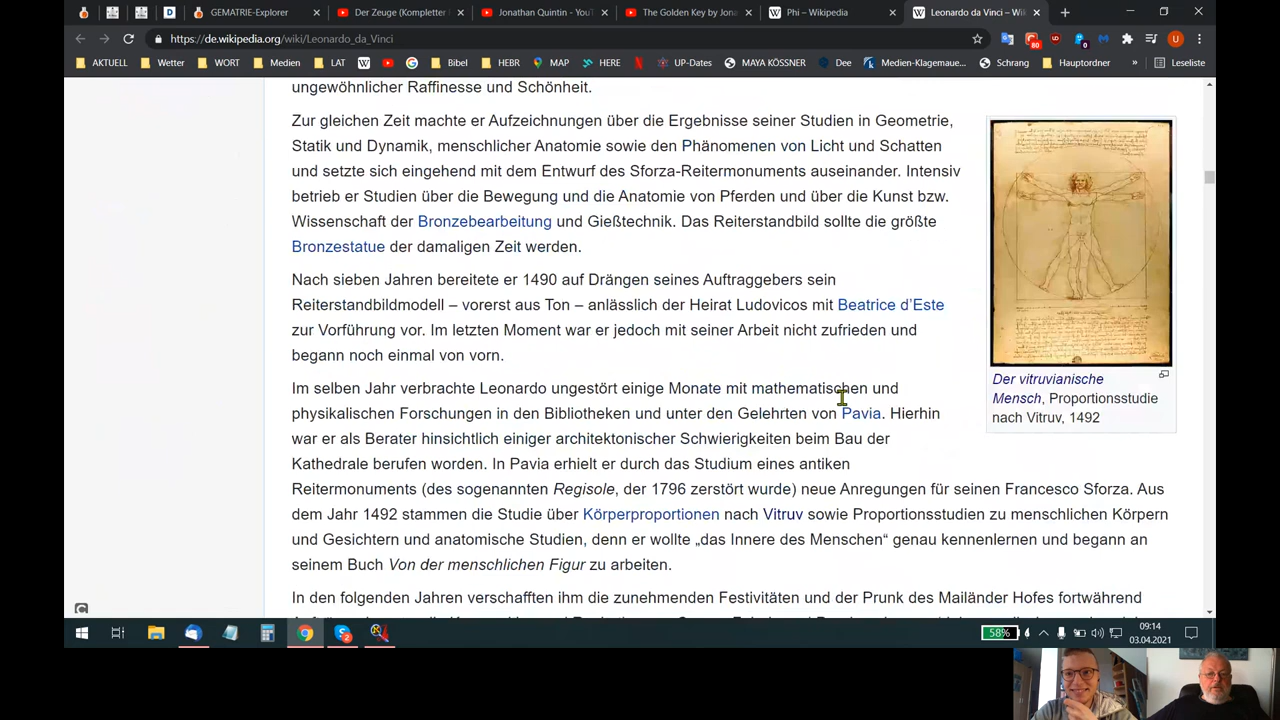 GEMATRIE-Explorer
Der Zeuge (Kompletter
Jonathan Quintin - YouT
The Golden Key by Jona
Phi – Wikipedia
Leonardo da Vinci – Wi
https://de.wikipedia.org/wiki/Leonardo_da_Vinci
80
0
U
AKTUELL
Wetter
WORT
Medien
LAT
Bibel
HEBR
MAP
HERE
UP-Dates
MAYA KÖSSNER
Dee
Medien-Klagemaue...
Schrang
Hauptordner
»
Leseliste
ungewöhnlicher Raffinesse und Schönheit.
Zur gleichen Zeit machte er Aufzeichnungen über die Ergebnisse seiner Studien in Geometrie,
Statik und Dynamik, menschlicher Anatomie sowie den Phänomenen von Licht und Schatten
und setzte sich eingehend mit dem Entwurf des Sforza-Reitermonuments auseinander. Intensiv
betrieb er Studien über die Bewegung und die Anatomie von Pferden und über die Kunst bzw.
Wissenschaft der Bronzebearbeitung und Gießtechnik. Das Reiterstandbild sollte die größte
Bronzestatue der damaligen Zeit werden.
Nach sieben Jahren bereitete er 1490 auf Drängen seines Auftraggebers sein
Reiterstandbildmodell – vorerst aus Ton – anlässlich der Heirat Ludovicos mit Beatrice d’Este
zur Vorführung vor. Im letzten Moment war er jedoch mit seiner Arbeit nicht zufrieden und
begann noch einmal von vorn.
Im selben Jahr verbrachte Leonardo ungestört einige Monate mit mathematischen und
physikalischen Forschungen in den Bibliotheken und unter den Gelehrten von Pavia. Hierhin
war er als Berater hinsichtlich einiger architektonischer Schwierigkeiten beim Bau der
Kathedrale berufen worden. In Pavia erhielt er durch das Studium eines antiken
Reitermonuments (des sogenannten Regisole, der 1796 zerstört wurde) neue Anregungen für seinen Francesco Sforza. Aus
dem Jahr 1492 stammen die Studie über Körperproportionen nach Vitruv sowie Proportionsstudien zu menschlichen Körpern
und Gesichtern und anatomische Studien, denn er wollte „das Innere des Menschen“ genau kennenlernen und begann an
seinem Buch Von der menschlichen Figur zu arbeiten.
In den folgenden Jahren verschafften ihm die zunehmenden Festivitäten und der Prunk des Mailänder Hofes fortwährend
Der vitruvianische
Mensch, Proportionsstudie
nach Vitruv, 1492
58%
09:14
03.04.2021